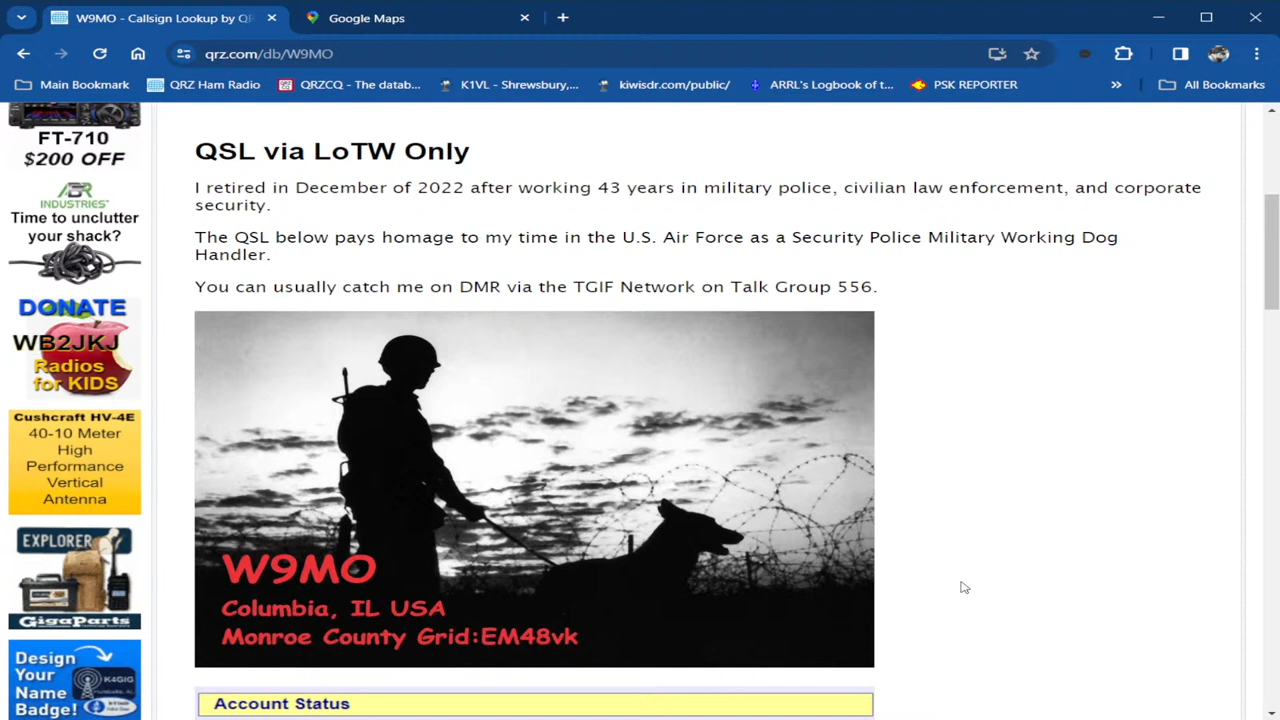 W9MO - Callsign Lookup by QR
Google Maps
qrz.com/db/W9MO
Main Bookmark
QRZ Ham Radio
QRZCQ - The datab...
K1VL - Shrewsbury,...
kiwisdr.com/public/
ARRL's Logbook of t...
PSK REPORTER
»
All Bookmarks
FT-710
$200 OFF
INDUSTRIES
Time to unclutter
your shack?
DONATE
WB2JKJ
Radios
for KIDS
Cushcraft HV-4E
40-10 Meter
High
Performance
Vertical
Antenna
EXPLORER
GigaParts
Design
Your
Name
Badge!
K4GIG
QSL via LoTW Only
I retired in December of 2022 after working 43 years in military police, civilian law enforcement, and corporate
security.
The QSL below pays homage to my time in the U.S. Air Force as a Security Police Military Working Dog
Handler.
You can usually catch me on DMR via the TGIF Network on Talk Group 556.
W9MO
Columbia, IL USA
Monroe County Grid:EM48vk
Account Status